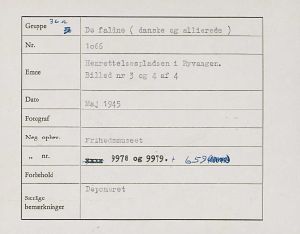 Gruppe De faldne ( danske og allierede )
Nr. 1066
Emne Henrettelsespladsen i Ryvangen.
Billed nr 3 og 4 af 4
Dato Maj 1945
Fotograf
Neg. opbev. Frihedsmuseet
„ nr. 9978 og 9979. + 659
Forbehold
Særlige bemærkninger Deponeret